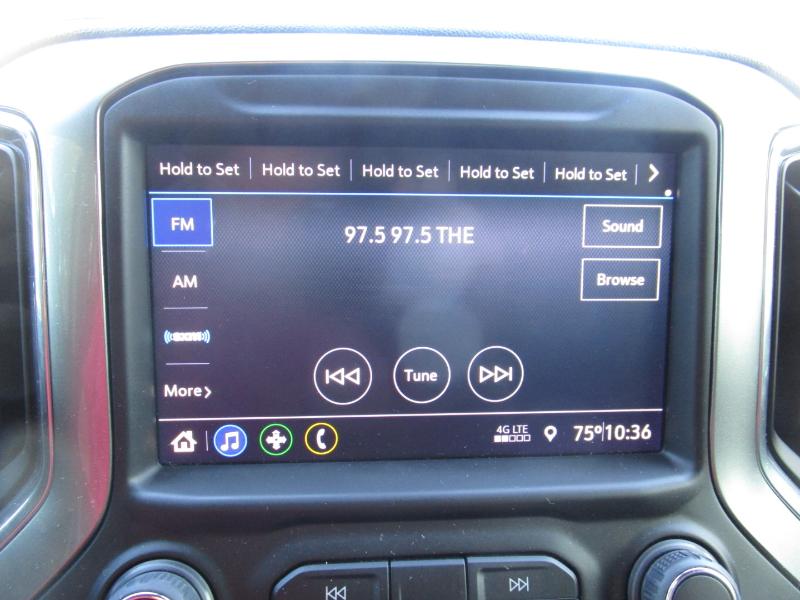 Hold to Set Hold to Set Hold to Set Hold to Set Hold to Set
FM
97.5 97.5 THE
Sound
AM
Browse
More
Tune
4G LTE
75° 10:36